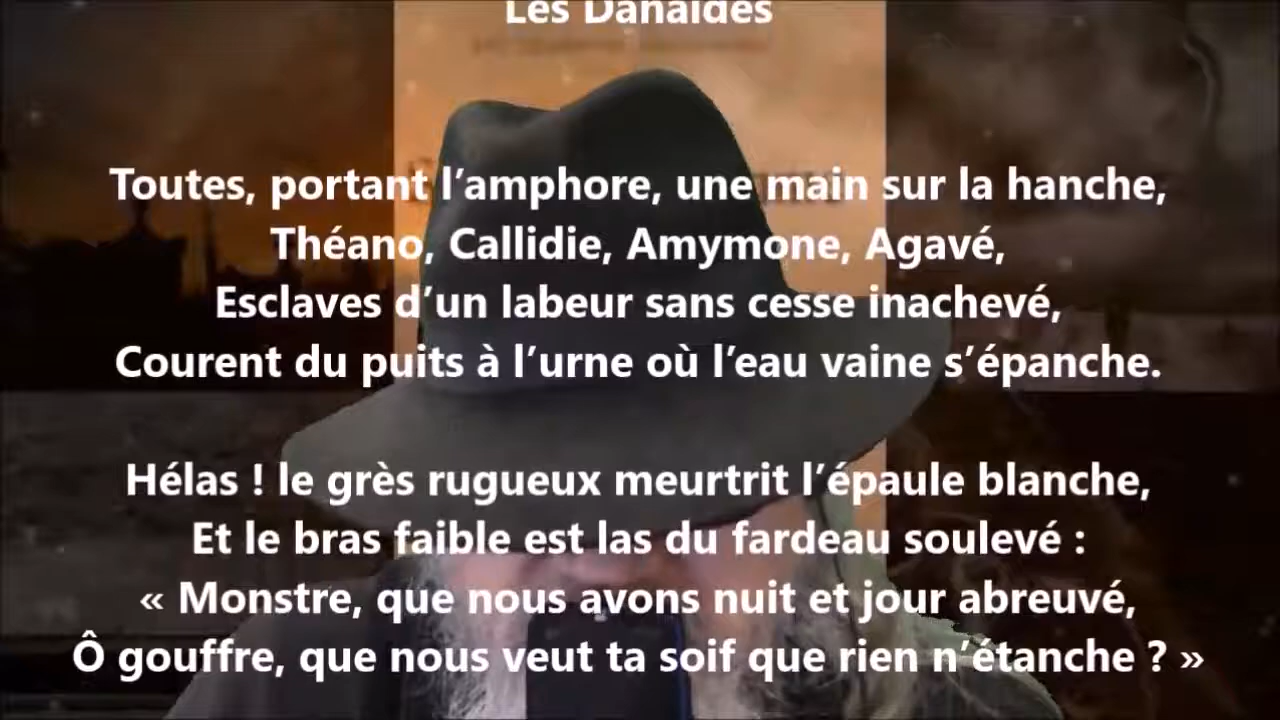 Les Danaïdes
Toutes, portant l’amphore, une main sur la hanche,
Théano, Callidie, Amymone, Agavé,
Esclaves d’un labeur sans cesse inachevé,
Courent du puits à l’urne où l’eau vaine s’épanche.
Hélas ! le grès rugueux meurtrit l’épaule blanche,
Et le bras faible est las du fardeau soulevé :
« Monstre, que nous avons nuit et jour abreuvé,
Ô gouffre, que nous veut ta soif que rien n’étanche ? »